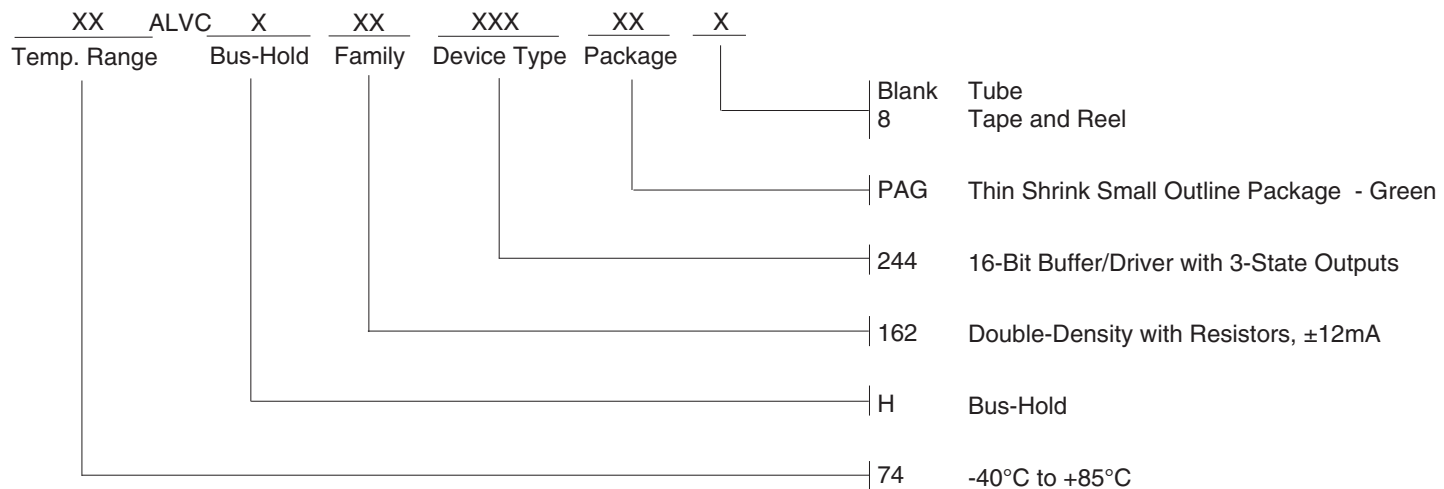 XX ALVC X XX XXX XX X
Temp. Range Bus-Hold Family Device Type Package
Blank Tube
8 Tape and Reel
PAG Thin Shrink Small Outline Package - Green
244 16-Bit Buffer/Driver with 3-State Outputs
162 Double-Density with Resistors, ±12mA
H Bus-Hold
74 -40°C to +85°C